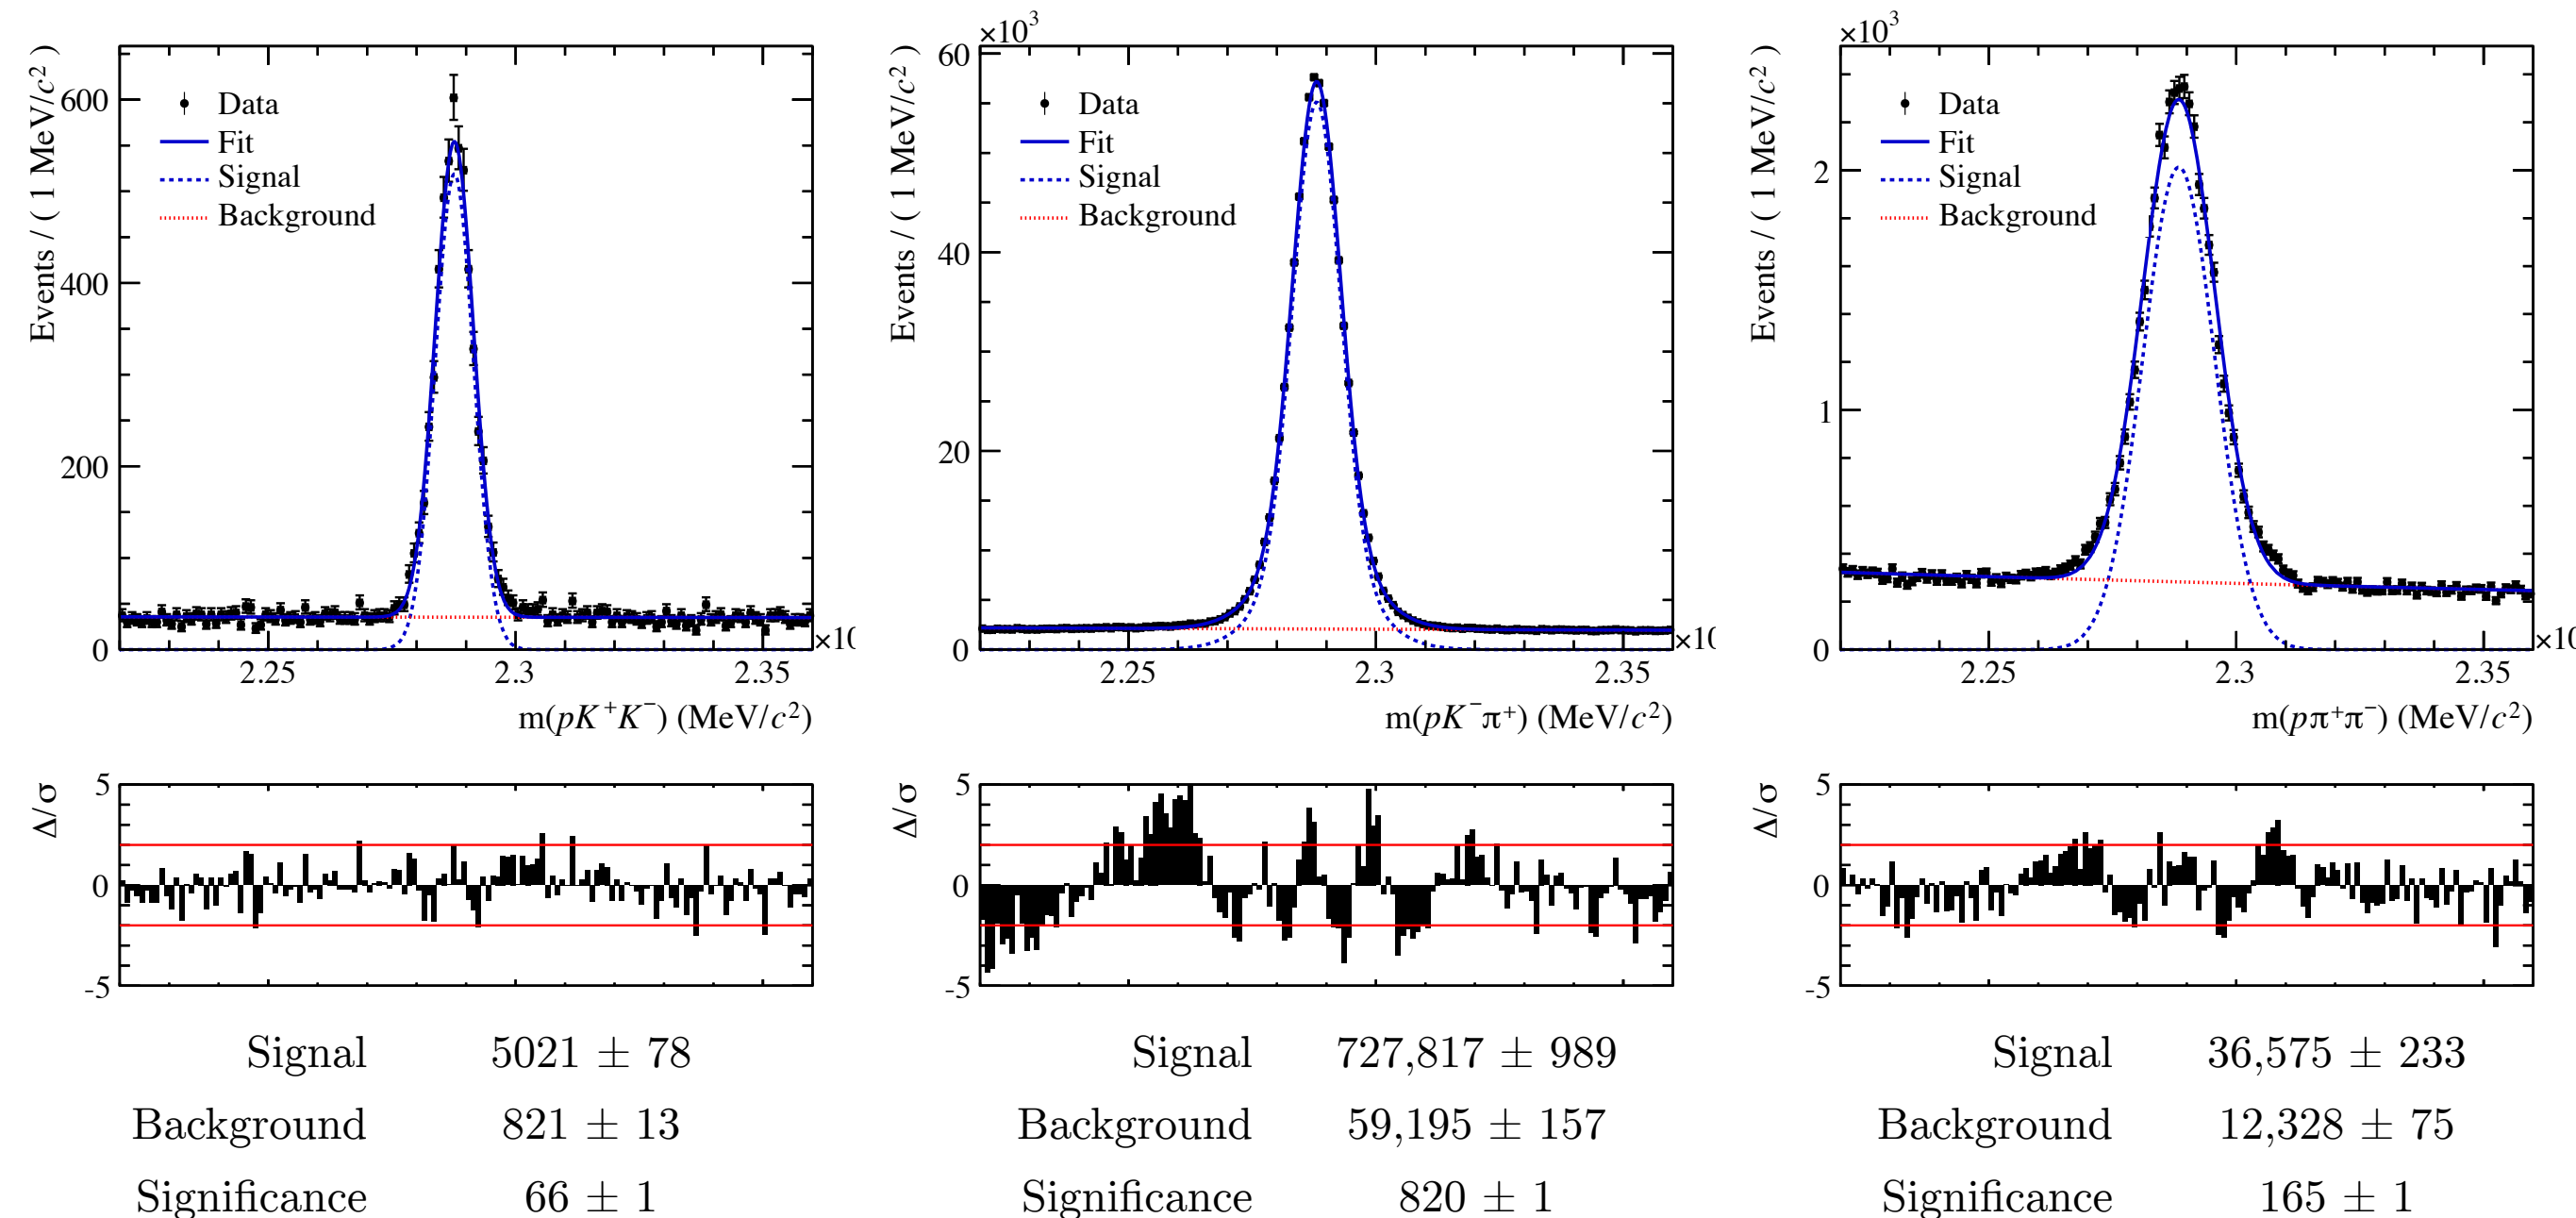 Events / ( 1 MeV/c² )
600
400
200
0
Data
Fit
Signal
Background
2.25 2.3 2.35
×10
m(pK⁺K⁻) (MeV/c²)
Δ/σ
5
0
-5
Signal 5021 ± 78
Background 821 ± 13
Significance 66 ± 1
×10³
Events / ( 1 MeV/c² )
60
40
20
0
Data
Fit
Signal
Background
2.25 2.3 2.35
m(pK⁻π⁺) (MeV/c²)
Δ/σ
5
0
-5
Signal 727,817 ± 989
Background 59,195 ± 157
Significance 820 ± 1
×10³
Events / ( 1 MeV/c² )
2
1
0
Data
Fit
Signal
Background
2.25 2.3 2.35
×10
m(pπ⁺π⁻) (MeV/c²)
Δ/σ
5
0
-5
Signal 36,575 ± 233
Background 12,328 ± 75
Significance 165 ± 1